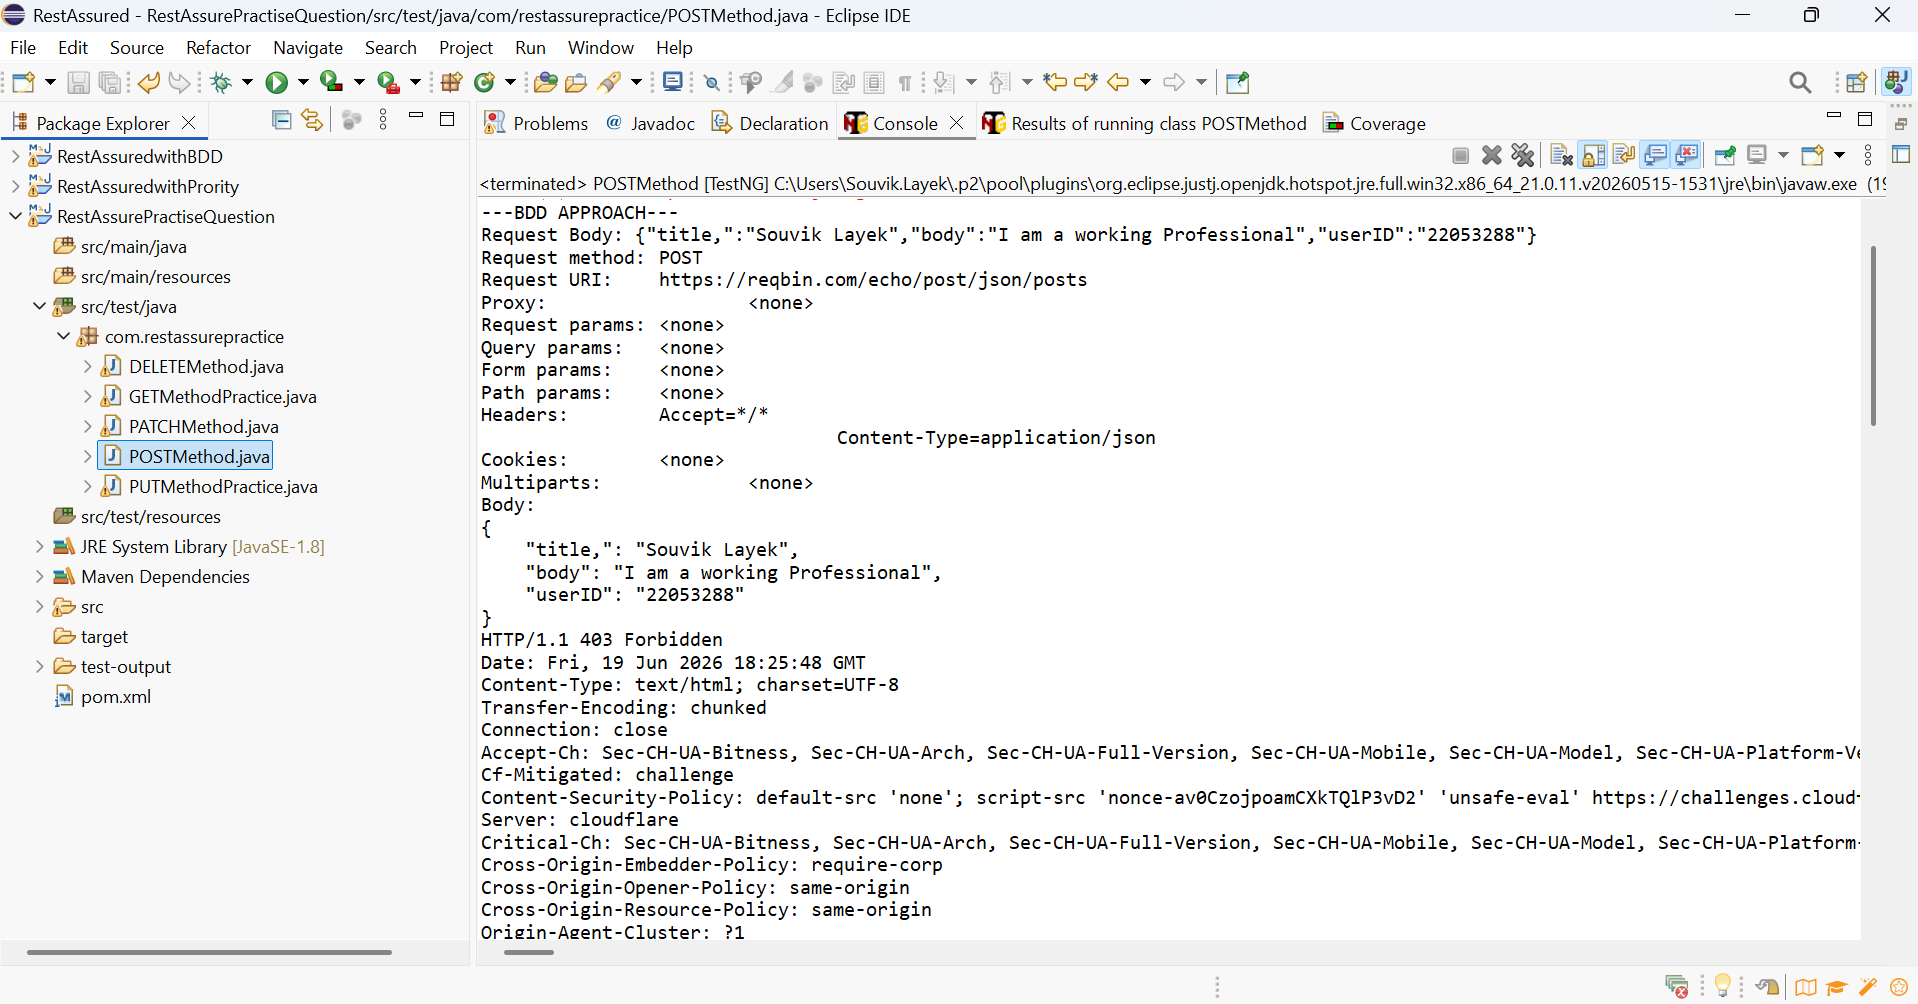 RestAssured - RestAssurePractiseQuestion/src/test/java/com/restassurepractice/POSTMethod.java - Eclipse IDE
File Edit Source Refactor Navigate Search Project Run Window Help
Package Explorer
RestAssuredwithBDD
RestAssuredwithPrority
RestAssurePractiseQuestion
src/main/java
src/main/resources
src/test/java
com.restassurepractice
DELETEMethod.java
GETMethodPractice.java
PATCHMethod.java
POSTMethod.java
PUTMethodPractice.java
src/test/resources
JRE System Library [JavaSE-1.8]
Maven Dependencies
src
target
test-output
pom.xml
Problems @ Javadoc Declaration Console Results of running class POSTMethod Coverage
<terminated> POSTMethod [TestNG] C:\Users\Souvik.Layek\.p2\pool\plugins\org.eclipse.justj.openjdk.hotspot.jre.full.win32.x86_64_21.0.11.v20260515-1531\jre\bin\javaw.exe (19
---BDD APPROACH---
Request Body: {"title,":"Souvik Layek","body":"I am a working Professional","userID":"22053288"}
Request method: POST
Request URI: https://reqbin.com/echo/post/json/posts
Proxy: <none>
Request params: <none>
Query params: <none>
Form params: <none>
Path params: <none>
Headers: Accept=*/*
Content-Type=application/json
Cookies: <none>
Multiparts: <none>
Body:
{
"title,": "Souvik Layek",
"body": "I am a working Professional",
"userID": "22053288"
}
HTTP/1.1 403 Forbidden
Date: Fri, 19 Jun 2026 18:25:48 GMT
Content-Type: text/html; charset=UTF-8
Transfer-Encoding: chunked
Connection: close
Accept-Ch: Sec-CH-UA-Bitness, Sec-CH-UA-Arch, Sec-CH-UA-Full-Version, Sec-CH-UA-Mobile, Sec-CH-UA-Model, Sec-CH-UA-Platform-Ve
Cf-Mitigated: challenge
Content-Security-Policy: default-src 'none'; script-src 'nonce-av0CzojpoamCXkTQlP3vD2' 'unsafe-eval' https://challenges.cloud
Server: cloudflare
Critical-Ch: Sec-CH-UA-Bitness, Sec-CH-UA-Arch, Sec-CH-UA-Full-Version, Sec-CH-UA-Mobile, Sec-CH-UA-Model, Sec-CH-UA-Platform-
Cross-Origin-Embedder-Policy: require-corp
Cross-Origin-Opener-Policy: same-origin
Cross-Origin-Resource-Policy: same-origin
Origin-Agent-Cluster: ?1